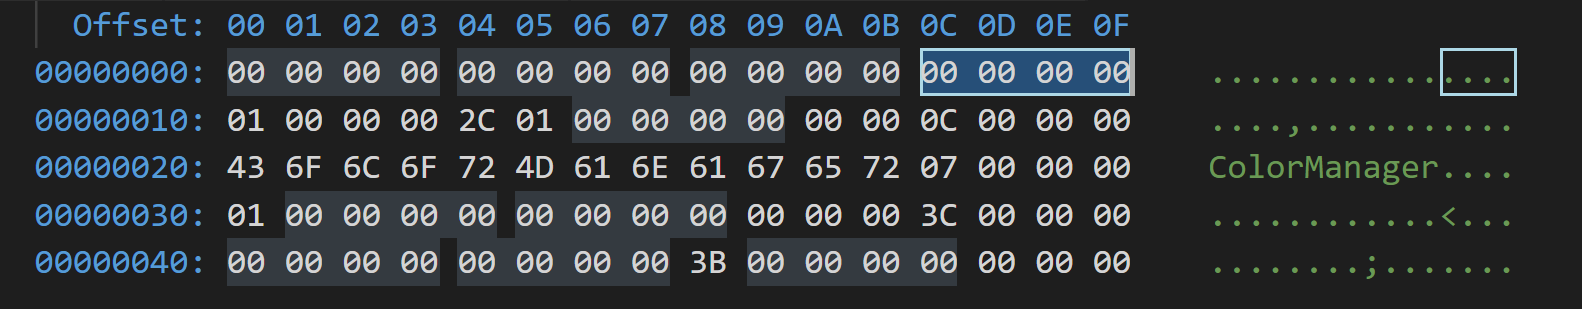 Offset: 00 01 02 03 04 05 06 07 08 09 0A 0B 0C 0D 0E 0F
00000000: 00 00 00 00 00 00 00 00 00 00 00 00 00 00 00 00 ................
00000010: 01 00 00 00 2C 01 00 00 00 00 00 00 0C 00 00 00 ....,...........
00000020: 43 6F 6C 6F 72 4D 61 6E 61 67 65 72 07 00 00 00 ColorManager....
00000030: 01 00 00 00 00 00 00 00 00 00 00 00 3C 00 00 00 ............<...
00000040: 00 00 00 00 00 00 00 00 3B 00 00 00 00 00 00 00 ........;.......